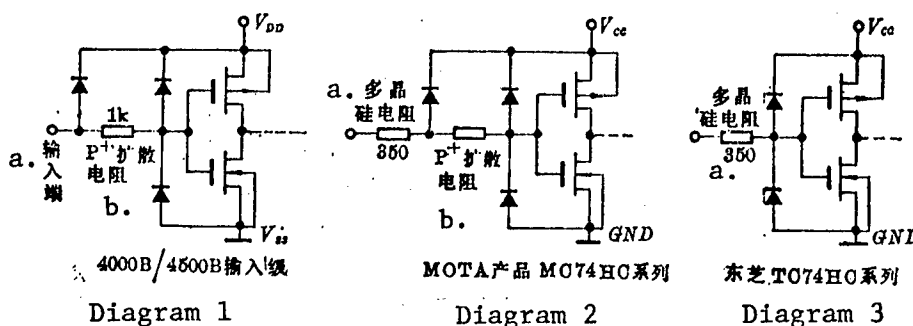 V_DD
1k
a. 输入端
P⁺扩散电阻
b.
V_ss
4000B/4500B输入级
Diagram 1
V_cc
a. 多晶硅电阻
350
P⁺扩散电阻
b.
GND
MOTA产品 MC74HC系列
Diagram 2
V_cc
多晶硅电阻
350
a.
GND
东芝 TC74HC系列
Diagram 3